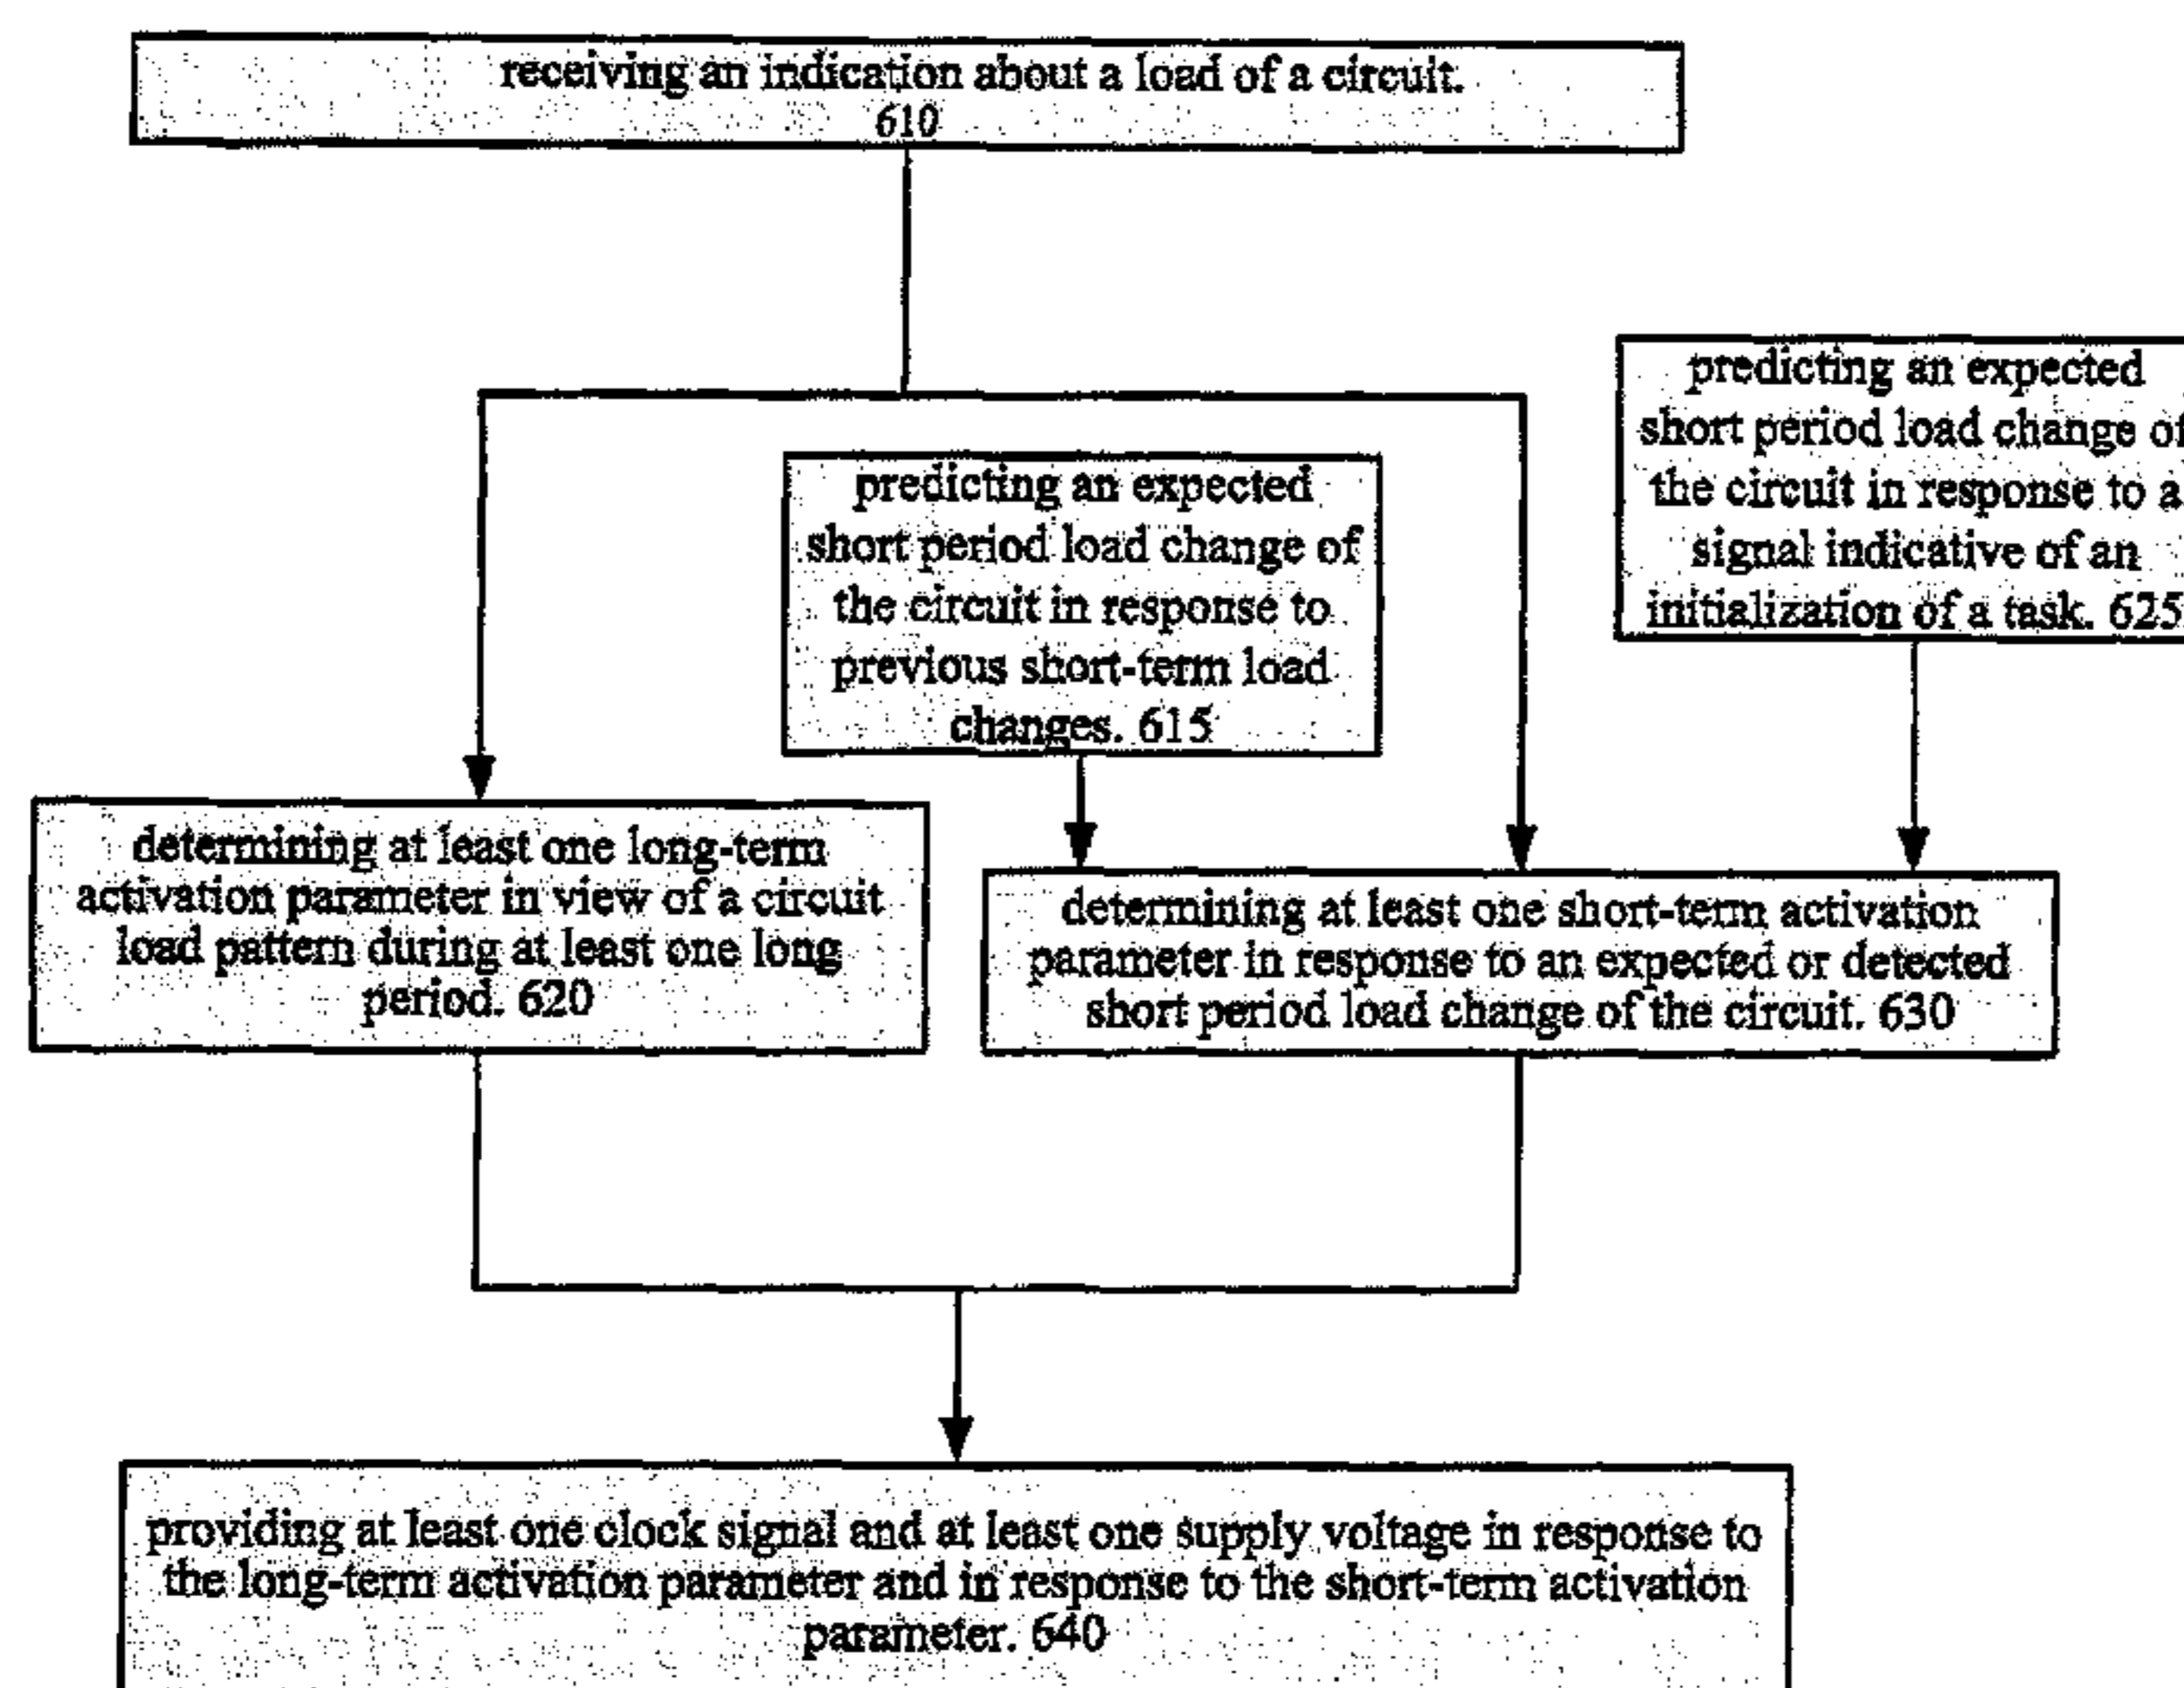 receiving an indication about a load of a circuit.
610
predicting an expected
short period load change of
the circuit in response to a
signal indicative of an
initialization of a task. 625
predicting an expected
short period load change of
the circuit in response to
previous short-term load
changes. 615
determining at least one long-term
activation parameter in view of a circuit
load pattern during at least one long
period. 620
determining at least one short-term activation
parameter in response to an expected or detected
short period load change of the circuit. 630
providing at least one clock signal and at least one supply voltage in response to
the long-term activation parameter and in response to the short-term activation
parameter. 640